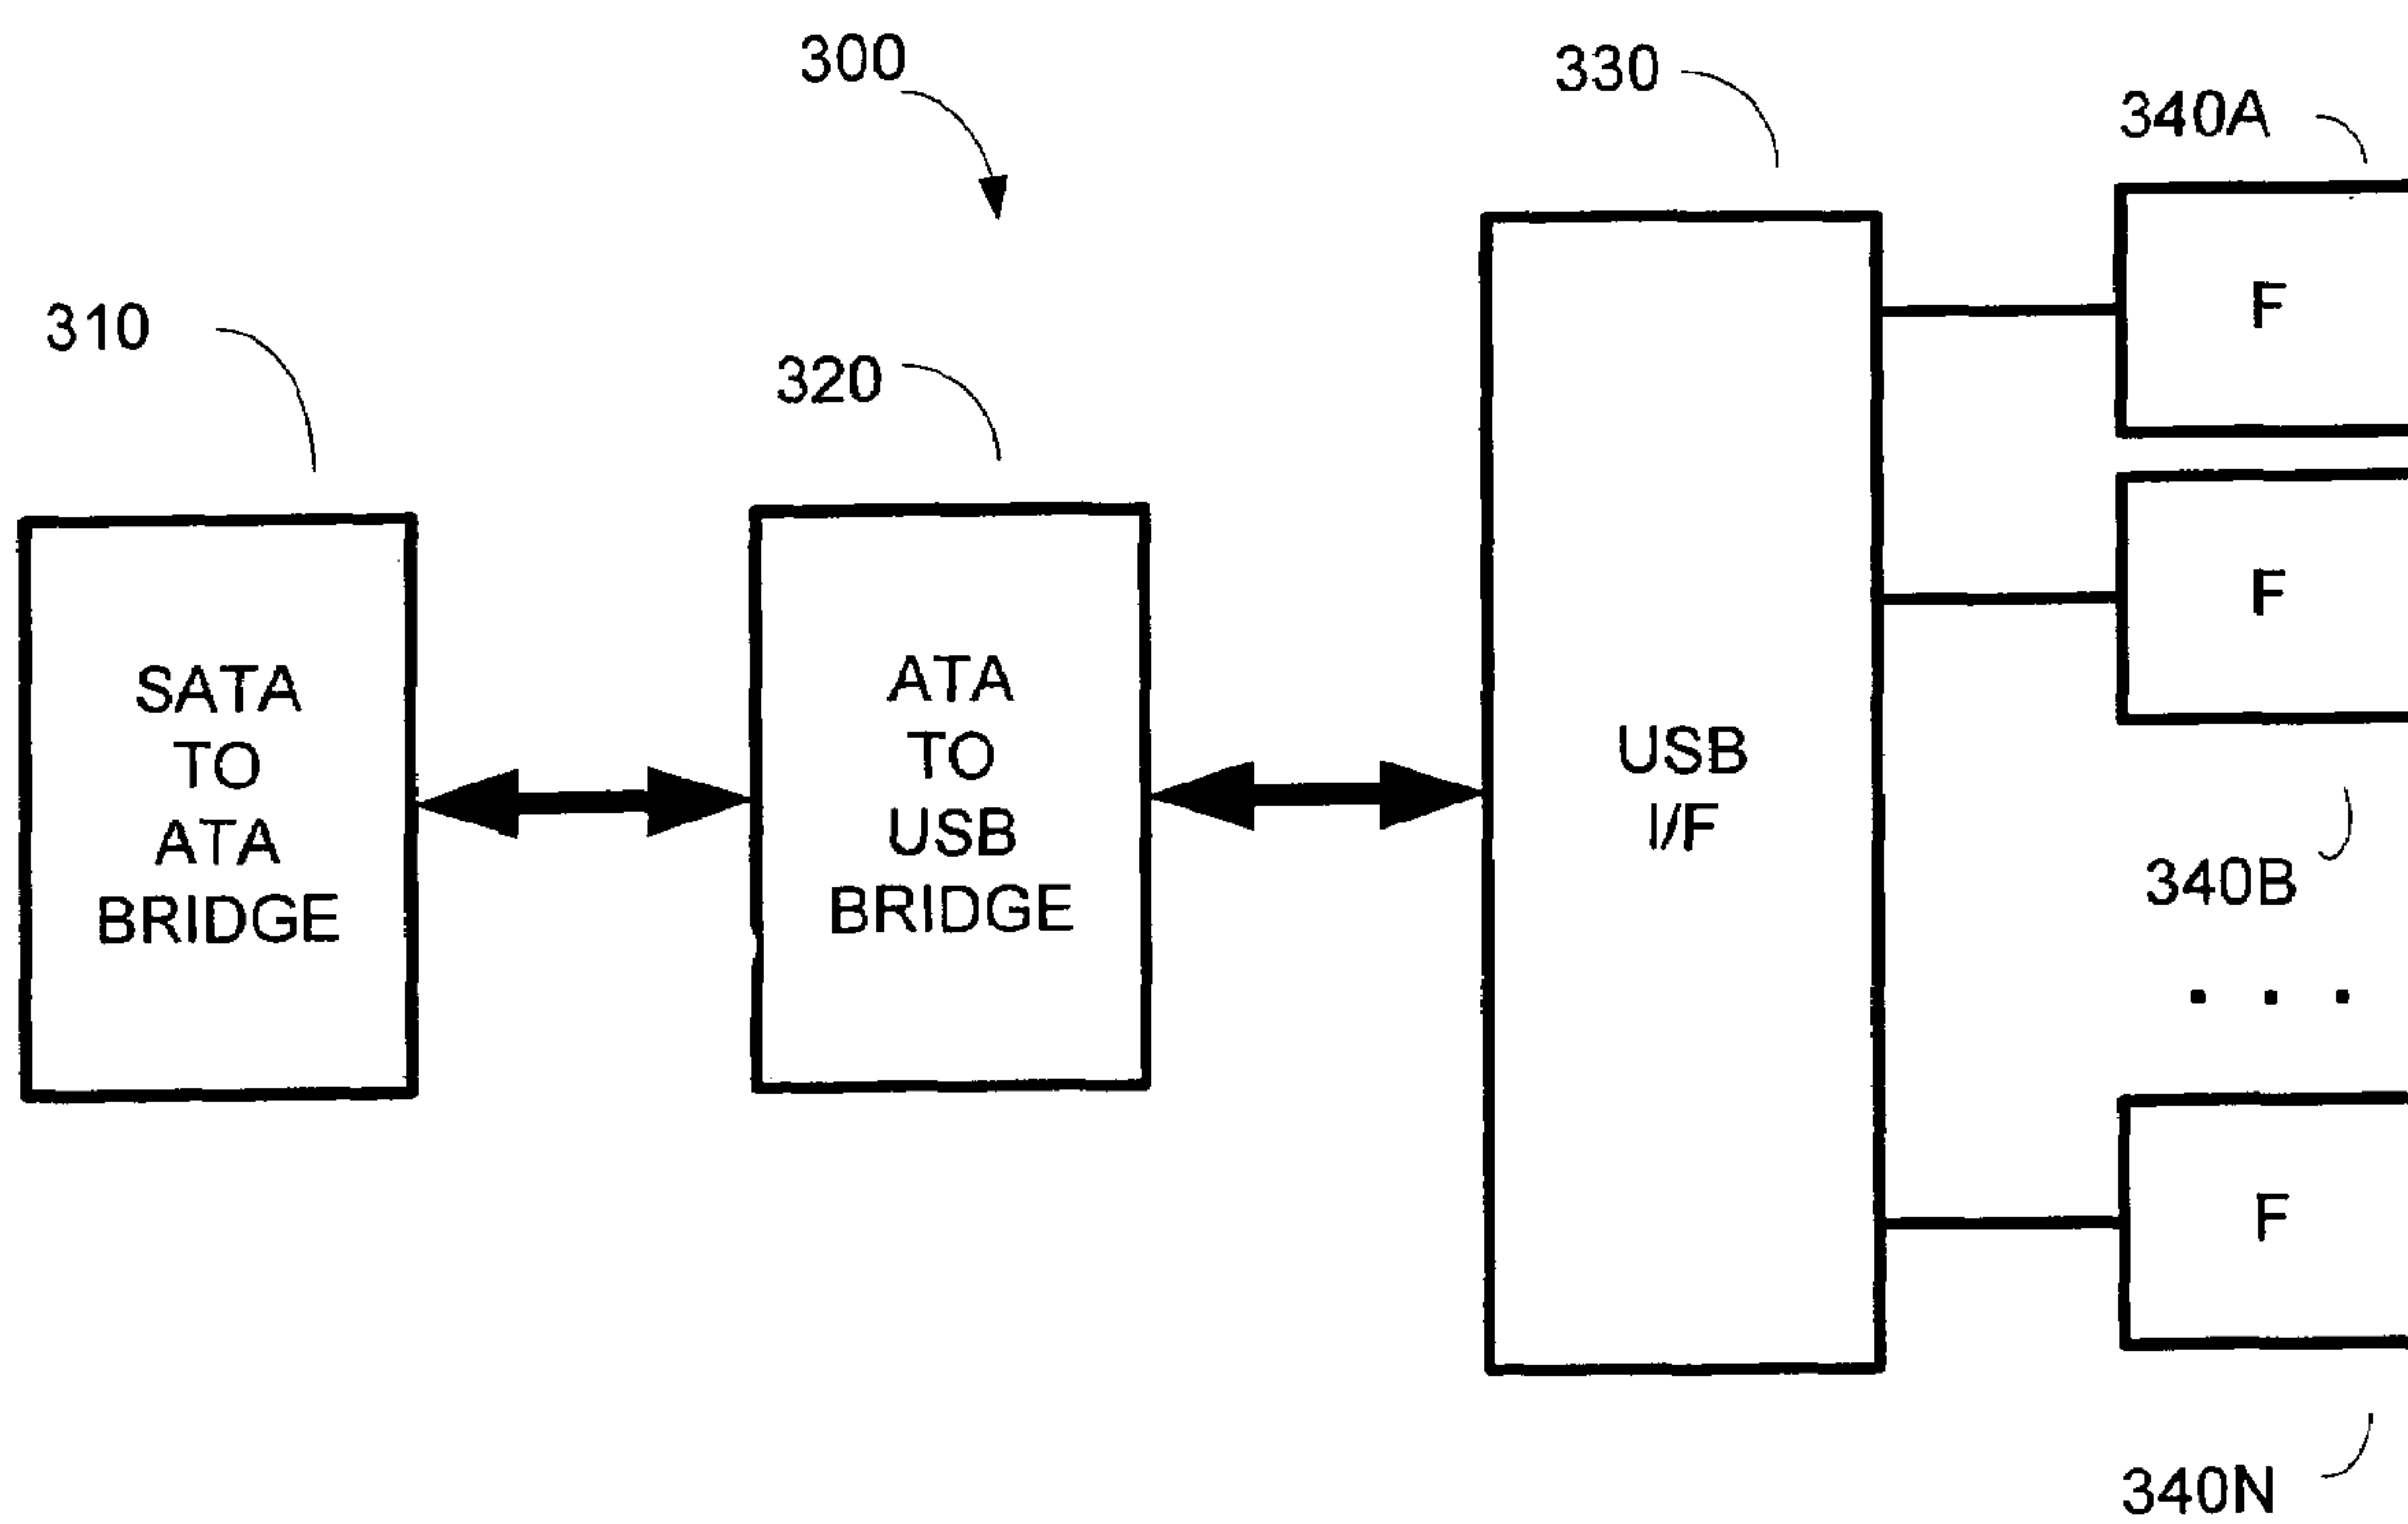 300
330
340A
310
320
F
F
SATA
TO
ATA
BRIDGE
ATA
TO
USB
BRIDGE
USB
I/F
340B
. . .
F
340N